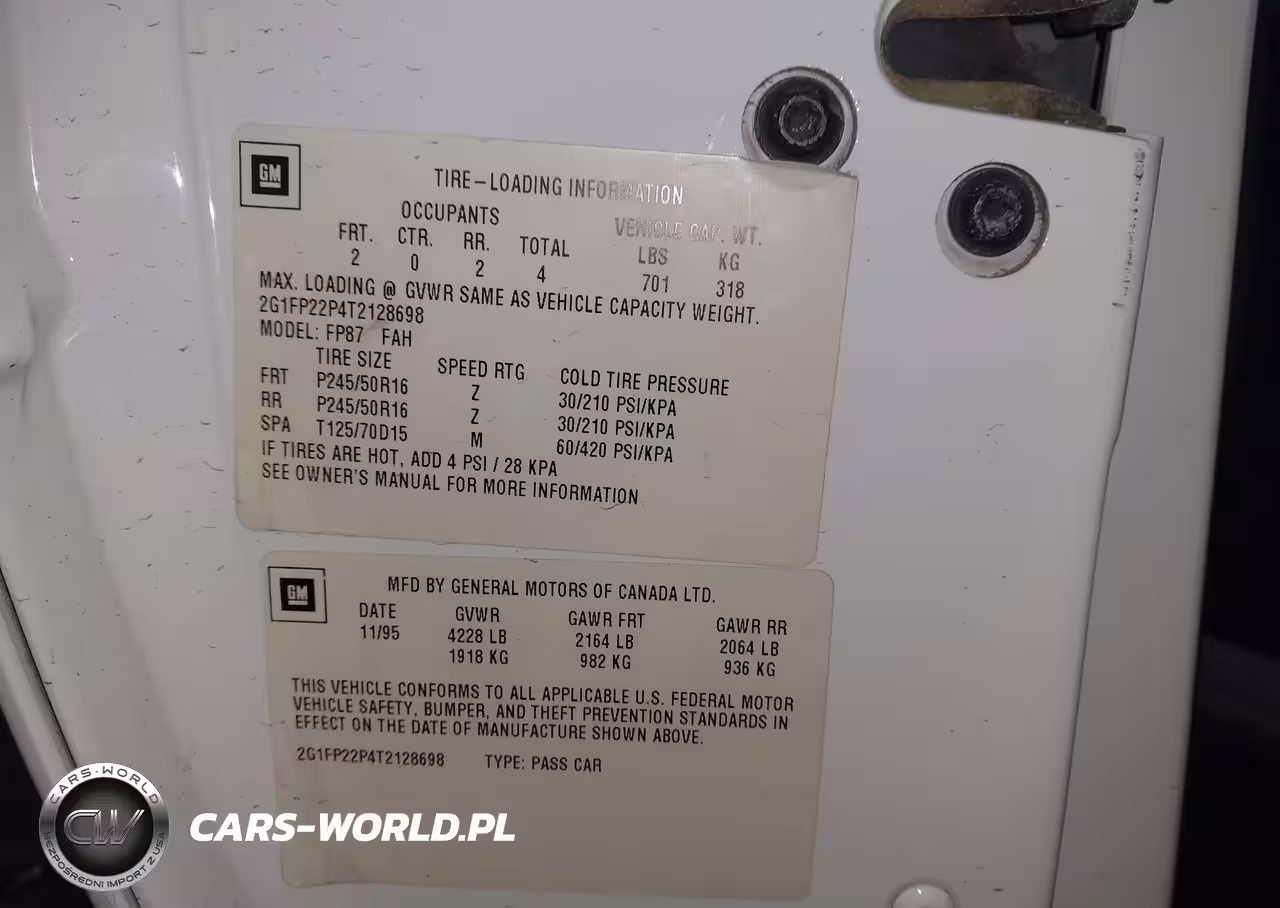 GM
TIRE-LOADING INFORMATION
OCCUPANTS VEHICLE CAP. WT.
FRT. CTR. RR. TOTAL LBS KG
2 0 2 4 701 318
MAX. LOADING @ GVWR SAME AS VEHICLE CAPACITY WEIGHT.
2G1FP22P4T2128698
MODEL: FP87 FAH
TIRE SIZE SPEED RTG COLD TIRE PRESSURE
FRT P245/50R16 Z 30/210 PSI/KPA
RR P245/50R16 Z 30/210 PSI/KPA
SPA T125/70D15 M 60/420 PSI/KPA
IF TIRES ARE HOT, ADD 4 PSI / 28 KPA
SEE OWNER'S MANUAL FOR MORE INFORMATION
GM
MFD BY GENERAL MOTORS OF CANADA LTD.
DATE GVWR GAWR FRT GAWR RR
11/95 4228 LB 2164 LB 2064 LB
1918 KG 982 KG 936 KG
THIS VEHICLE CONFORMS TO ALL APPLICABLE U.S. FEDERAL MOTOR
VEHICLE SAFETY, BUMPER, AND THEFT PREVENTION STANDARDS IN
EFFECT ON THE DATE OF MANUFACTURE SHOWN ABOVE.
2G1FP22P4T2128698 TYPE: PASS CAR
CARS-WORLD
CW
BEZPOŚREDNI IMPORT Z USA
CARS-WORLD.PL